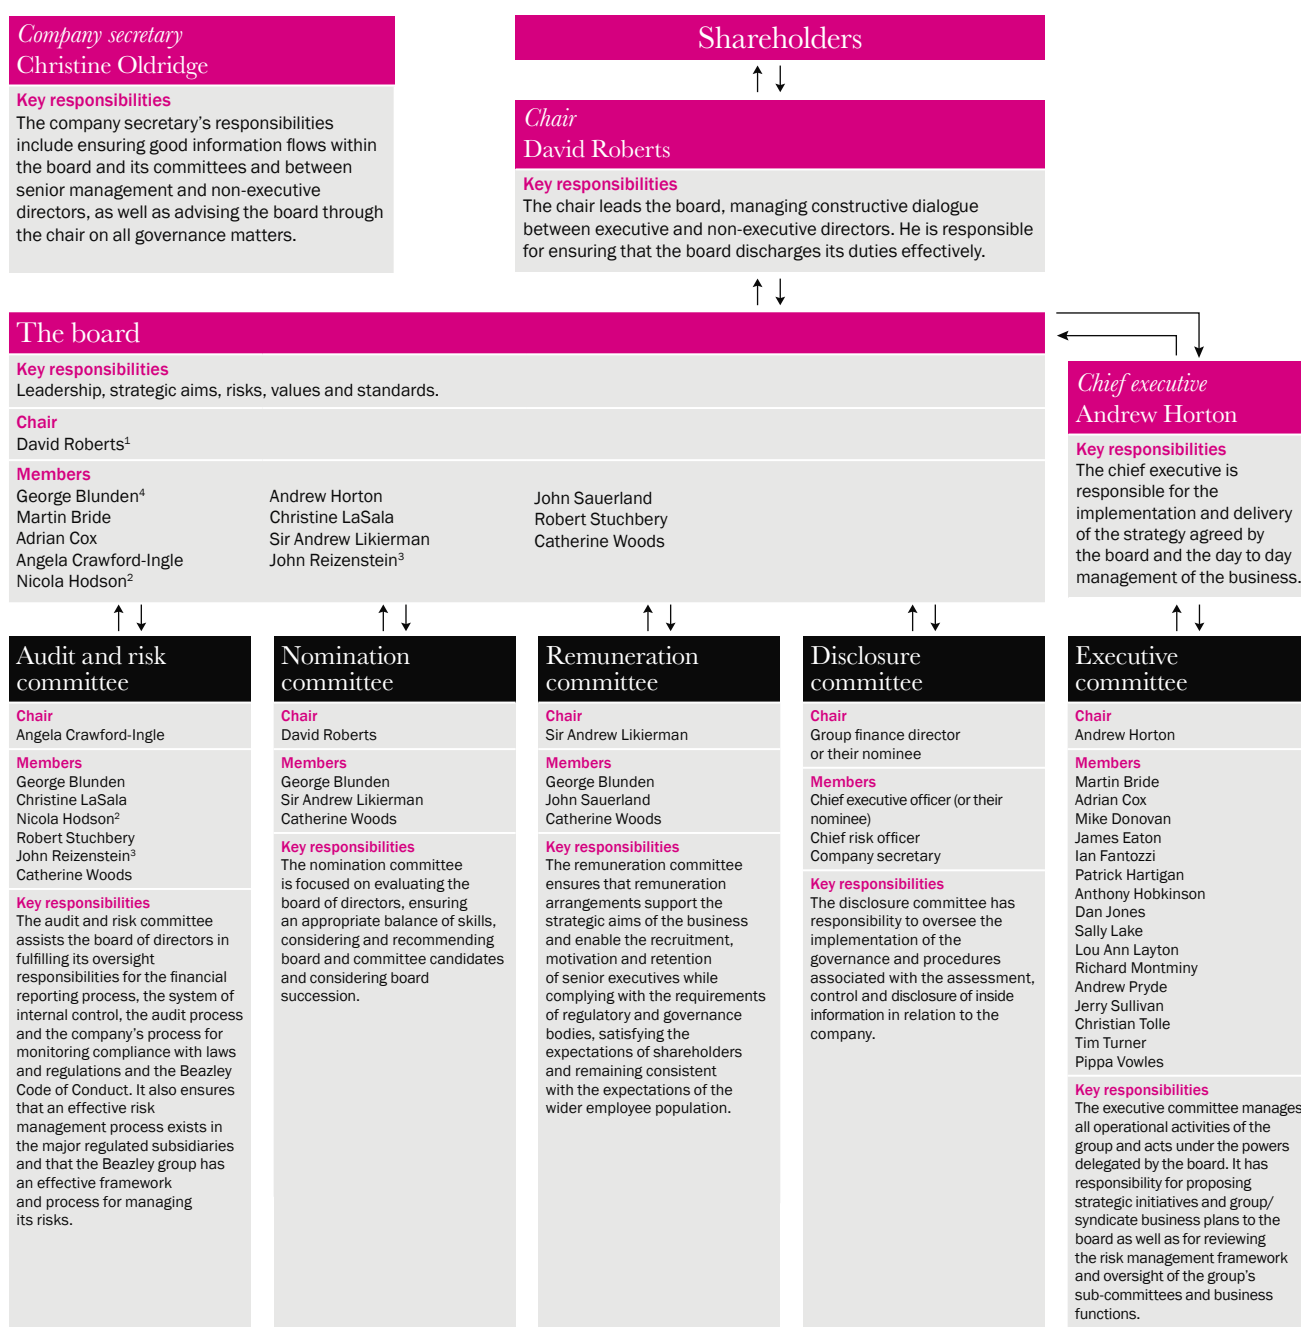 Company secretary
Christine Oldridge
Key responsibilities
The company secretary's responsibilities
include ensuring good information flows within
the board and its committees and between
senior management and non-executive
directors, as well as advising the board through
the chair on all governance matters.
Shareholders
Chair
David Roberts
Key responsibilities
The chair leads the board, managing constructive dialogue
between executive and non-executive directors. He is responsible
for ensuring that the board discharges its duties effectively.
The board
Key responsibilities
Leadership, strategic aims, risks, values and standards.
Chair
David Roberts¹
Members
George Blunden⁴
Martin Bride
Adrian Cox
Angela Crawford-Ingle
Nicola Hodson²
Andrew Horton
Christine LaSala
Sir Andrew Likierman
John Reizenstein³
John Sauerland
Robert Stuchbery
Catherine Woods
Chief executive
Andrew Horton
Key responsibilities
The chief executive is
responsible for the
implementation and delivery
of the strategy agreed by
the board and the day to day
management of the business.
Audit and risk
committee
Chair
Angela Crawford-Ingle
Members
George Blunden
Christine LaSala
Nicola Hodson²
Robert Stuchbery
John Reizenstein³
Catherine Woods
Key responsibilities
The audit and risk committee
assists the board of directors in
fulfilling its oversight
responsibilities for the financial
reporting process, the system of
internal control, the audit process
and the company's process for
monitoring compliance with laws
and regulations and the Beazley
Code of Conduct. It also ensures
that an effective risk
management process exists in
the major regulated subsidiaries
and that the Beazley group has
an effective framework
and process for managing
its risks.
Nomination
committee
Chair
David Roberts
Members
George Blunden
Sir Andrew Likierman
Catherine Woods
Key responsibilities
The nomination committee
is focused on evaluating the
board of directors, ensuring
an appropriate balance of skills,
considering and recommending
board and committee candidates
and considering board
succession.
Remuneration
committee
Chair
Sir Andrew Likierman
Members
George Blunden
John Sauerland
Catherine Woods
Key responsibilities
The remuneration committee
ensures that remuneration
arrangements support the
strategic aims of the business
and enable the recruitment,
motivation and retention
of senior executives while
complying with the requirements
of regulatory and governance
bodies, satisfying the
expectations of shareholders
and remaining consistent
with the expectations of the
wider employee population.
Disclosure
committee
Chair
Group finance director
or their nominee
Members
Chief executive officer (or their
nominee)
Chief risk officer
Company secretary
Key responsibilities
The disclosure committee has
responsibility to oversee the
implementation of the
governance and procedures
associated with the assessment,
control and disclosure of inside
information in relation to the
company.
Executive
committee
Chair
Andrew Horton
Members
Martin Bride
Adrian Cox
Mike Donovan
James Eaton
Ian Fantozzi
Patrick Hartigan
Anthony Hobkinson
Dan Jones
Sally Lake
Lou Ann Layton
Richard Montminy
Andrew Pryde
Jerry Sullivan
Christian Tolle
Tim Turner
Pippa Vowles
Key responsibilities
The executive committee manages
all operational activities of the
group and acts under the powers
delegated by the board. It has
responsibility for proposing
strategic initiatives and group/
syndicate business plans to the
board as well as for reviewing
the risk management framework
and oversight of the group's
sub-committees and business
functions.